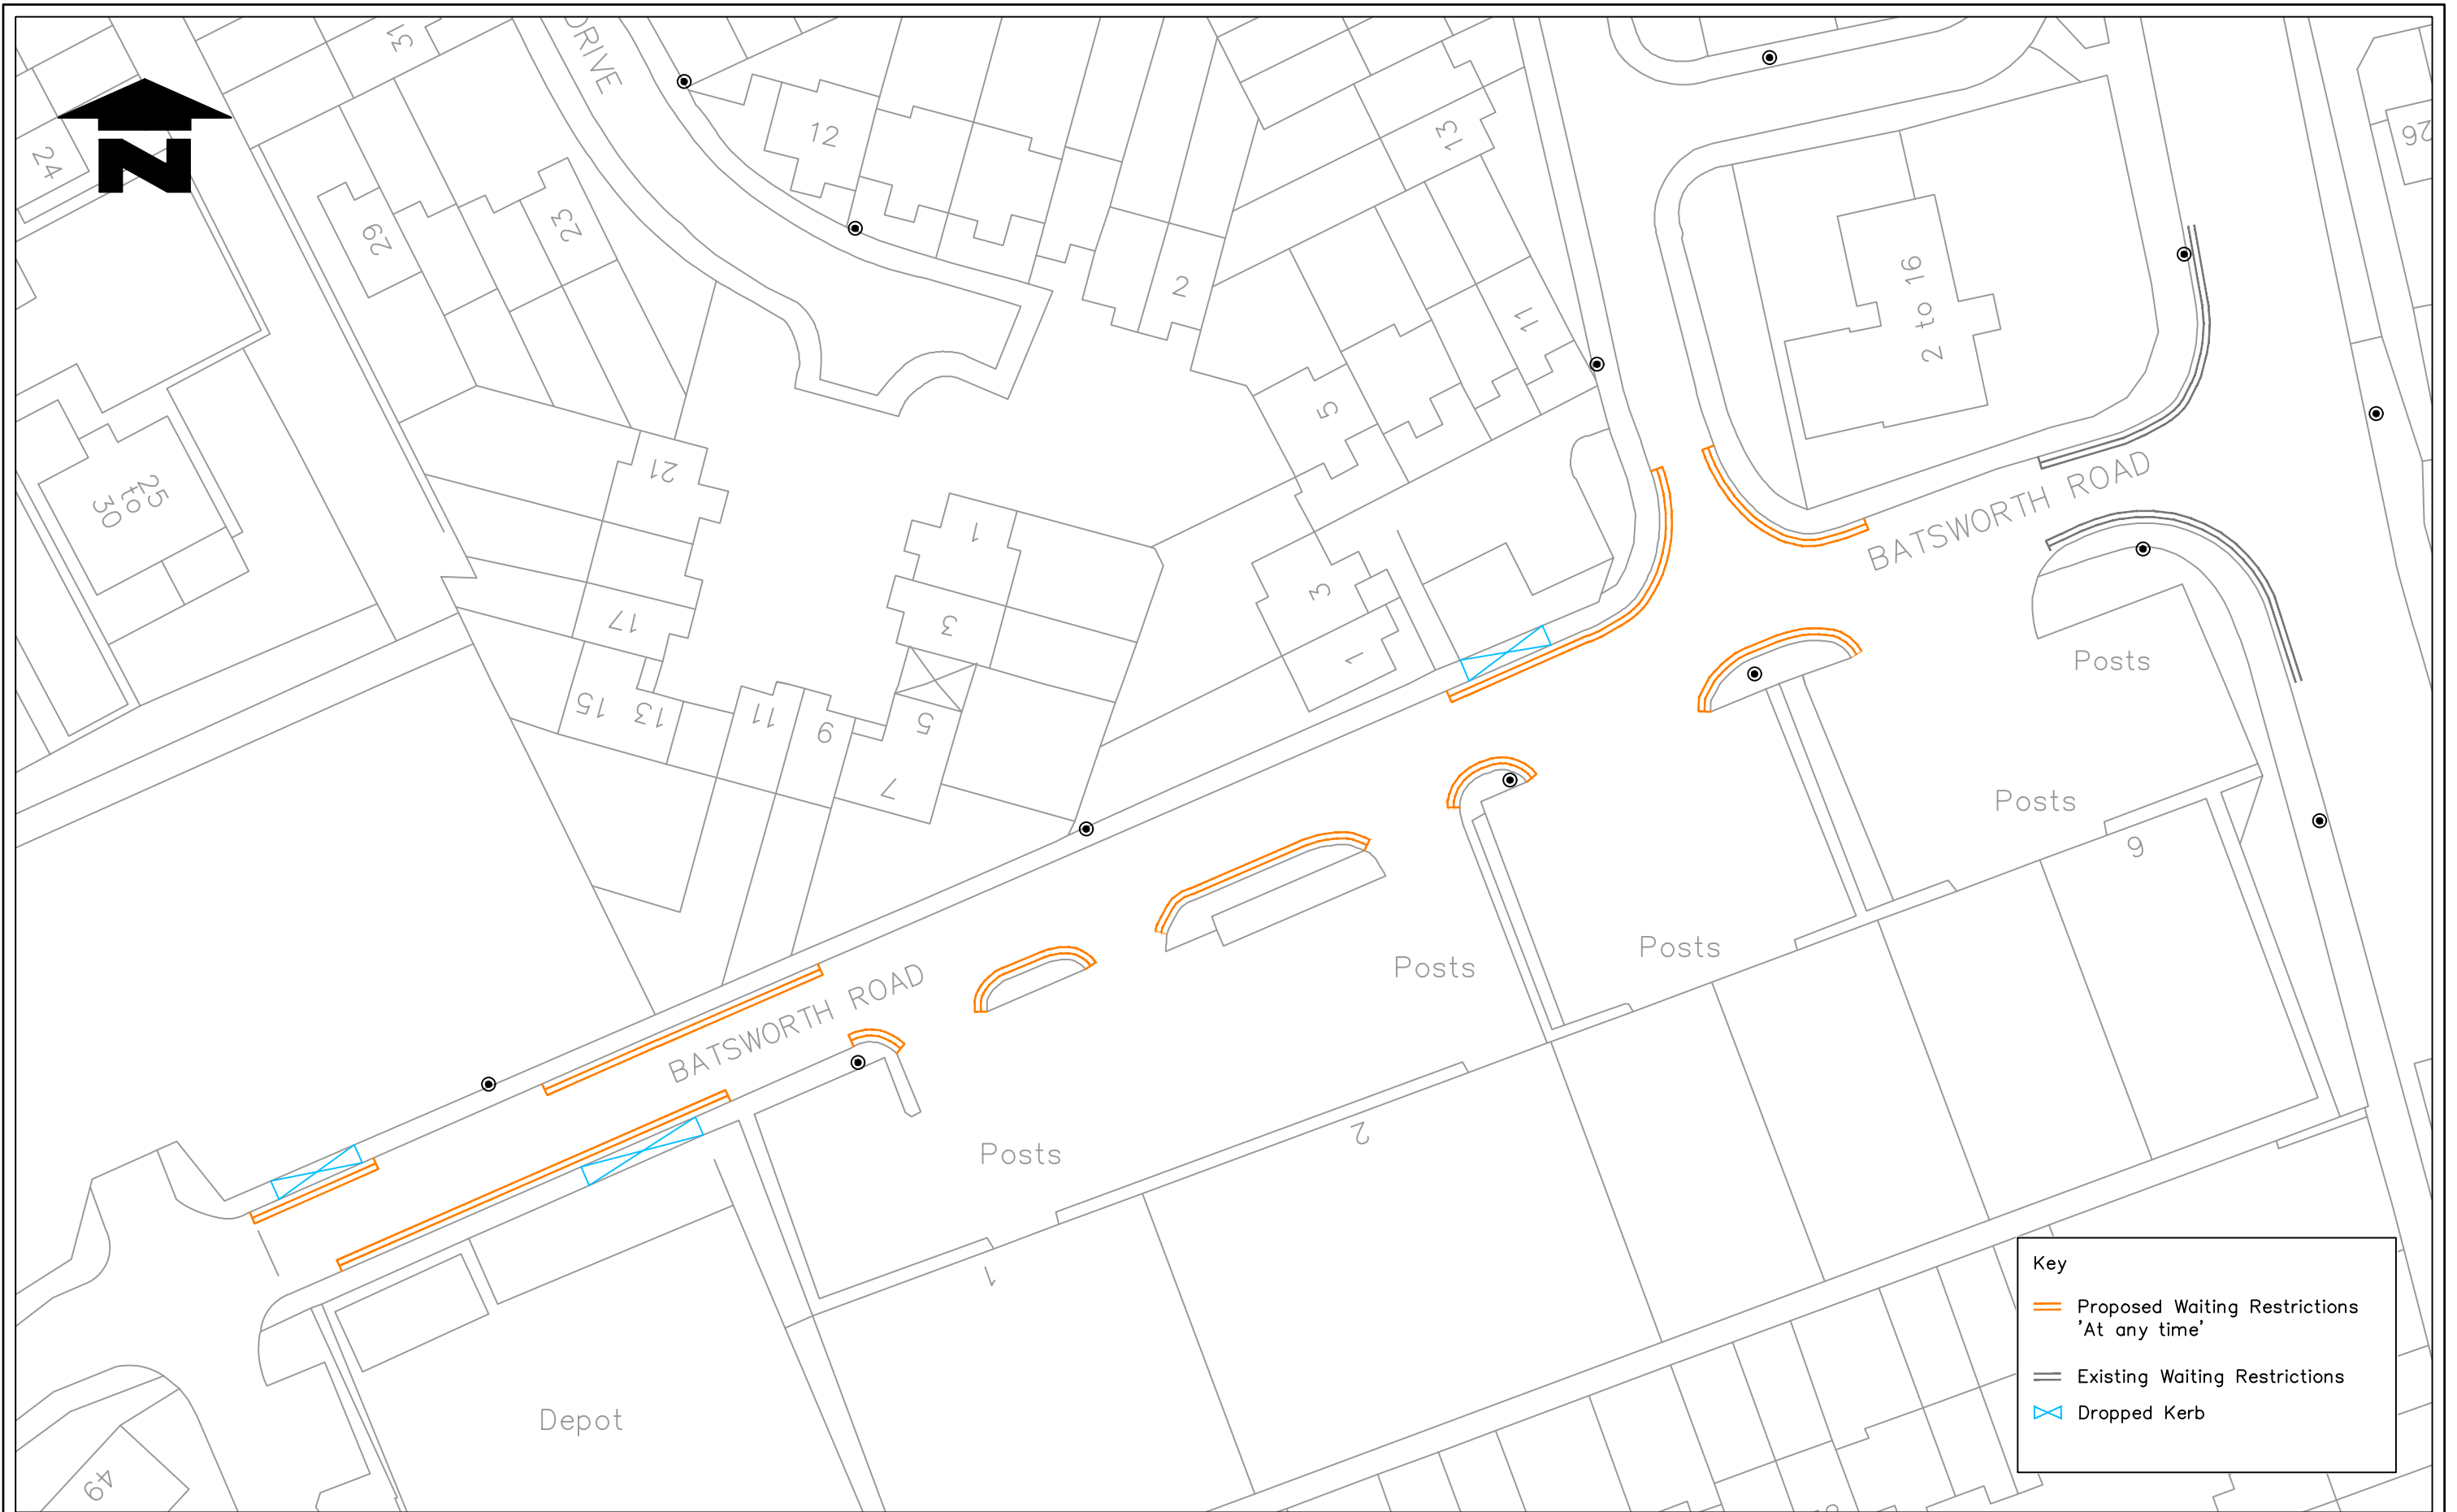 DRIVE
31
N
24
12
13
26
29
23
2
2 to 16
11
5
21
25
to
30
BATSWORTH ROAD
1
3
3
17
1
Posts
15
13
11
9
5
7
Posts
6
Posts
Posts
BATSWORTH ROAD
Posts
2
1
Depot
49
Key
Proposed Waiting Restrictions
'At any time'
Existing Waiting Restrictions
Dropped Kerb